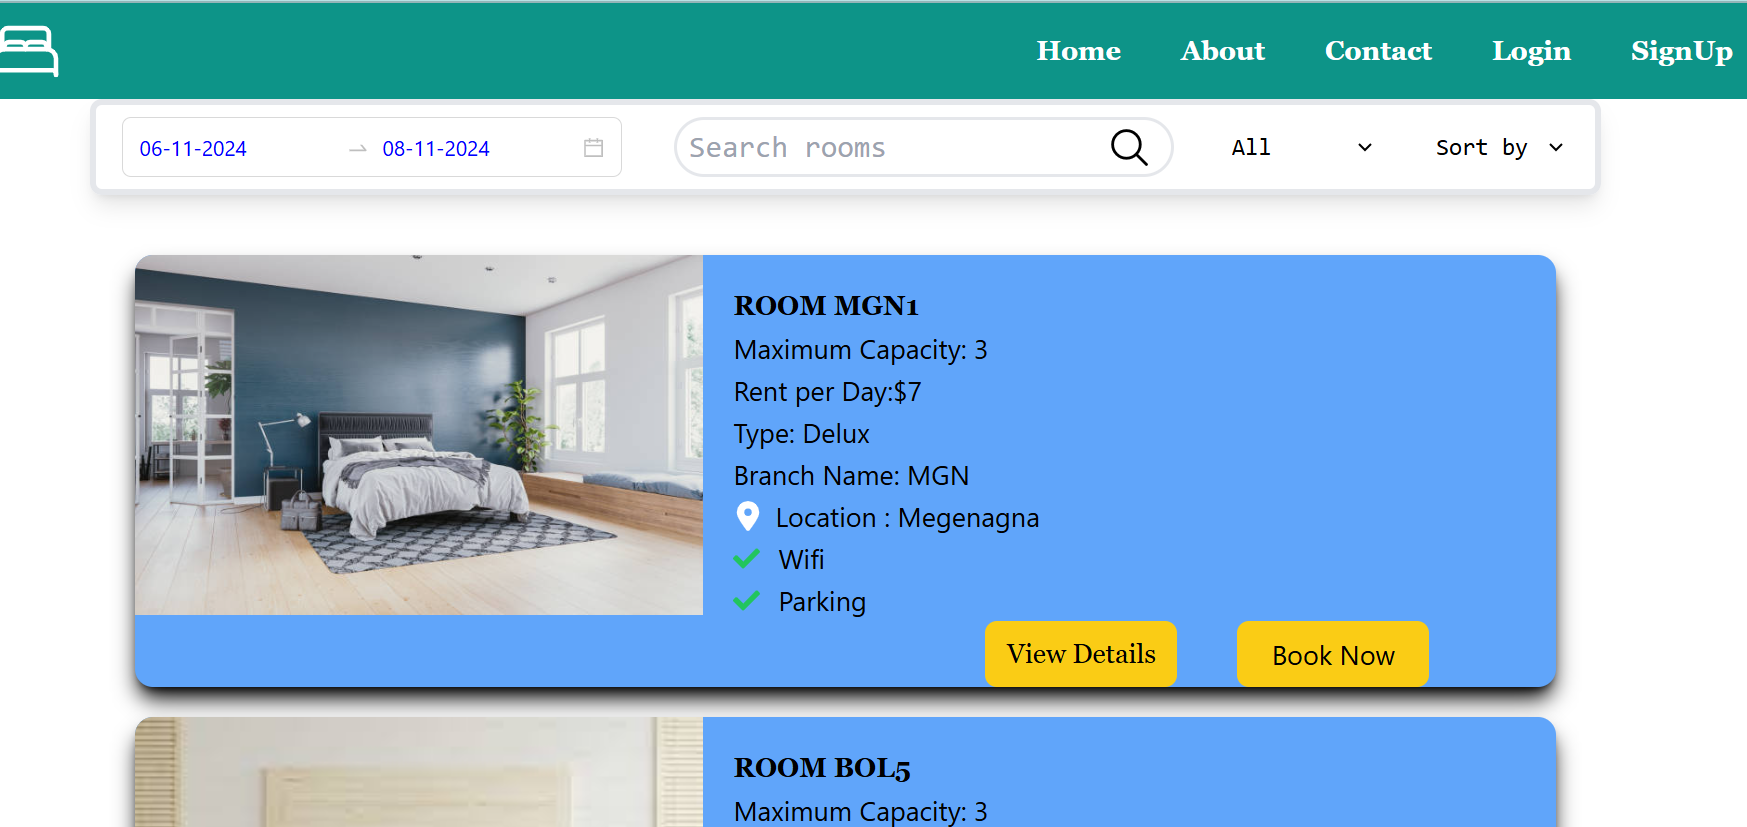 Home About Contact Login SignUp
06-11-2024 → 08-11-2024 Search rooms All Sort by
ROOM MGN1
Maximum Capacity: 3
Rent per Day:$7
Type: Delux
Branch Name: MGN
Location : Megenagna
Wifi
Parking
View Details Book Now
ROOM BOL5
Maximum Capacity: 3